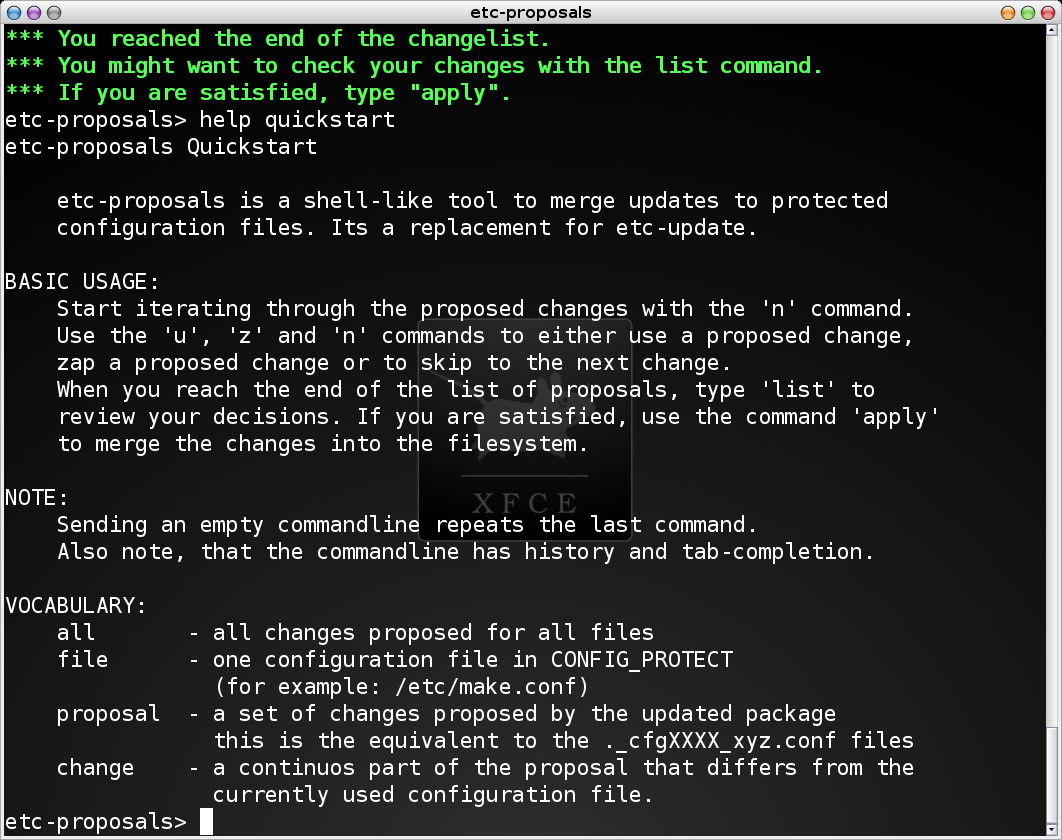 etc-proposals
*** You reached the end of the changelist.
*** You might want to check your changes with the list command.
*** If you are satisfied, type "apply".
etc-proposals> help quickstart
etc-proposals Quickstart
etc-proposals is a shell-like tool to merge updates to protected
configuration files. Its a replacement for etc-update.
BASIC USAGE:
Start iterating through the proposed changes with the 'n' command.
Use the 'u', 'z' and 'n' commands to either use a proposed change,
zap a proposed change or to skip to the next change.
When you reach the end of the list of proposals, type 'list' to
review your decisions. If you are satisfied, use the command 'apply'
to merge the changes into the filesystem.
XFCE
NOTE:
Sending an empty commandline repeats the last command.
Also note, that the commandline has history and tab-completion.
VOCABULARY:
all - all changes proposed for all files
file - one configuration file in CONFIG_PROTECT
(for example: /etc/make.conf)
proposal - a set of changes proposed by the updated package
this is the equivalent to the ._cfgXXXX_xyz.conf files
change - a continuos part of the proposal that differs from the
currently used configuration file.
etc-proposals>